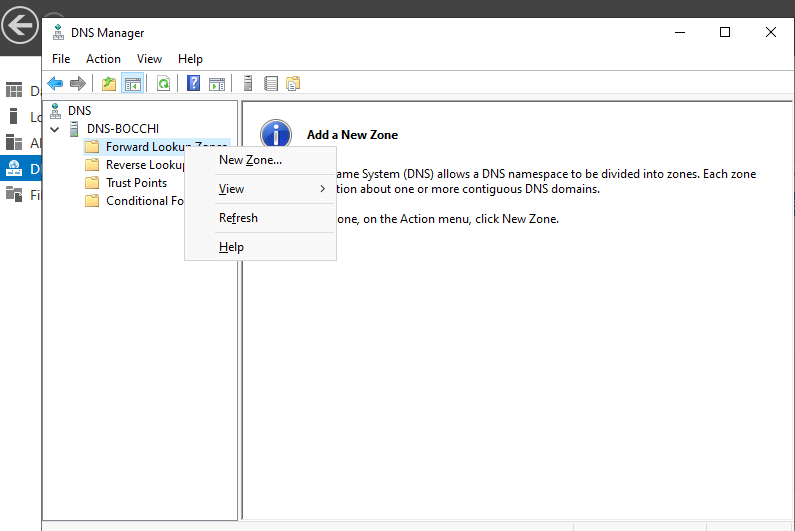 DNS Manager
File Action View Help
DNS
DNS-BOCCHI
Forward Lookup Zones
Reverse Lookup
Trust Points
Conditional Fo
New Zone...
View
Refresh
Help
Add a New Zone
ame System (DNS) allows a DNS namespace to be divided into zones. Each zone
tion about one or more contiguous DNS domains.
one, on the Action menu, click New Zone.
D
Lo
Al
D
Fil